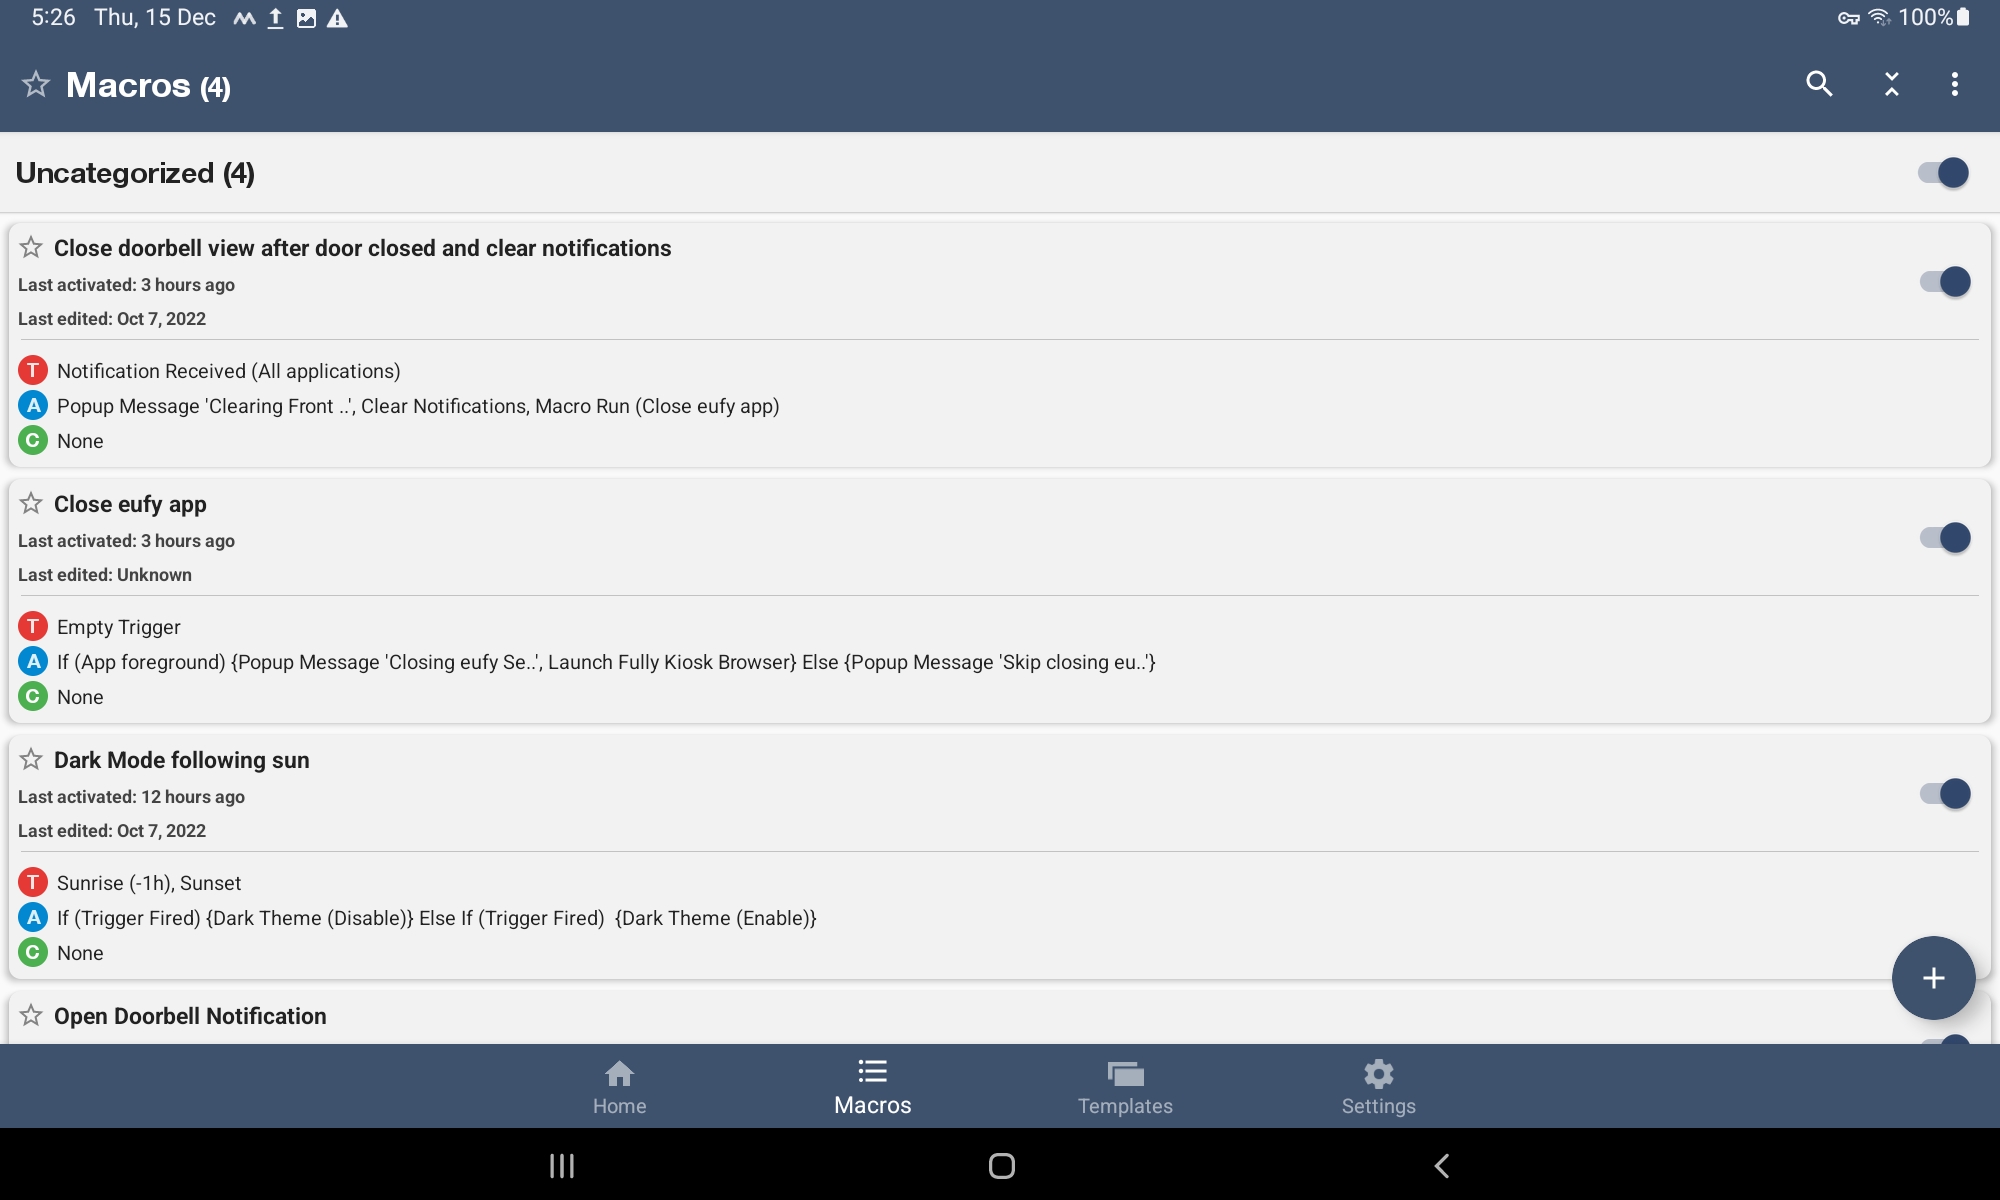 5:26 Thu, 15 Dec 100%
Macros (4)
Uncategorized (4)
Close doorbell view after door closed and clear notifications
Last activated: 3 hours ago
Last edited: Oct 7, 2022
T Notification Received (All applications)
A Popup Message 'Clearing Front ..', Clear Notifications, Macro Run (Close eufy app)
C None
Close eufy app
Last activated: 3 hours ago
Last edited: Unknown
T Empty Trigger
A If (App foreground) {Popup Message 'Closing eufy Se..', Launch Fully Kiosk Browser} Else {Popup Message 'Skip closing eu..'}
C None
Dark Mode following sun
Last activated: 12 hours ago
Last edited: Oct 7, 2022
T Sunrise (-1h), Sunset
A If (Trigger Fired) {Dark Theme (Disable)} Else If (Trigger Fired)  {Dark Theme (Enable)}
C None
Open Doorbell Notification
Home Macros Templates Settings